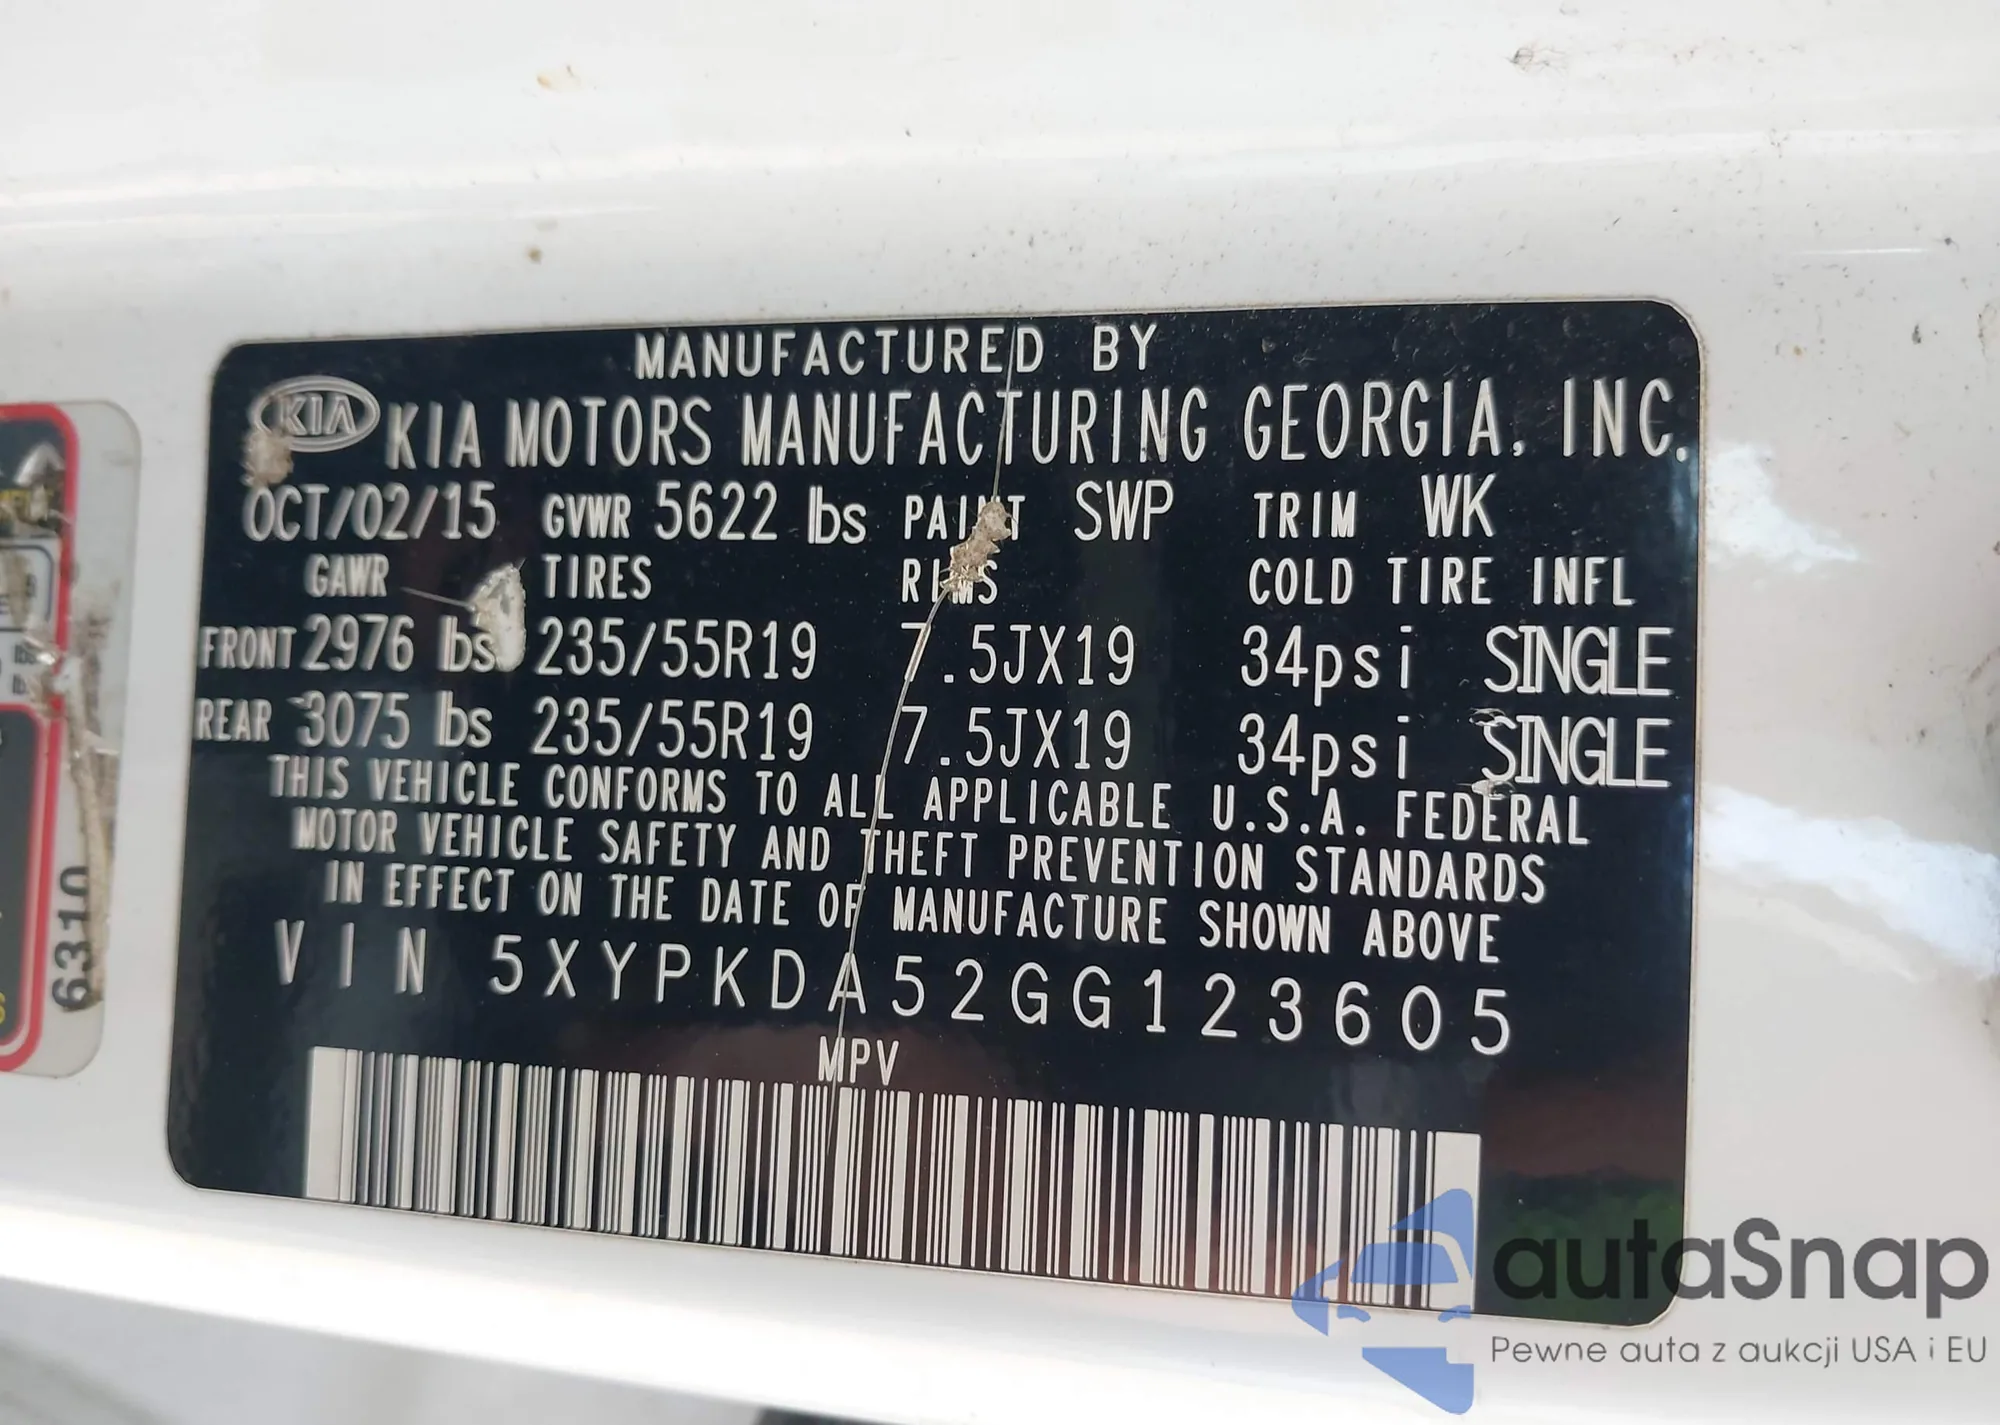 MANUFACTURED BY
KIA KIA MOTORS MANUFACTURING GEORGIA, INC.
OCT/02/15 GVWR 5622 lbs PAINT SWP TRIM WK
GAWR TIRES RIMS COLD TIRE INFL
FRONT 2976 lbs 235/55R19 7.5JX19 34psi SINGLE
REAR 3075 lbs 235/55R19 7.5JX19 34psi SINGLE
THIS VEHICLE CONFORMS TO ALL APPLICABLE U.S.A. FEDERAL
MOTOR VEHICLE SAFETY AND THEFT PREVENTION STANDARDS
IN EFFECT ON THE DATE OF MANUFACTURE SHOWN ABOVE
VIN 5XYPKDA52GG123605
MPV
6310
autaSnap
Pewne auta z aukcji USA i EU